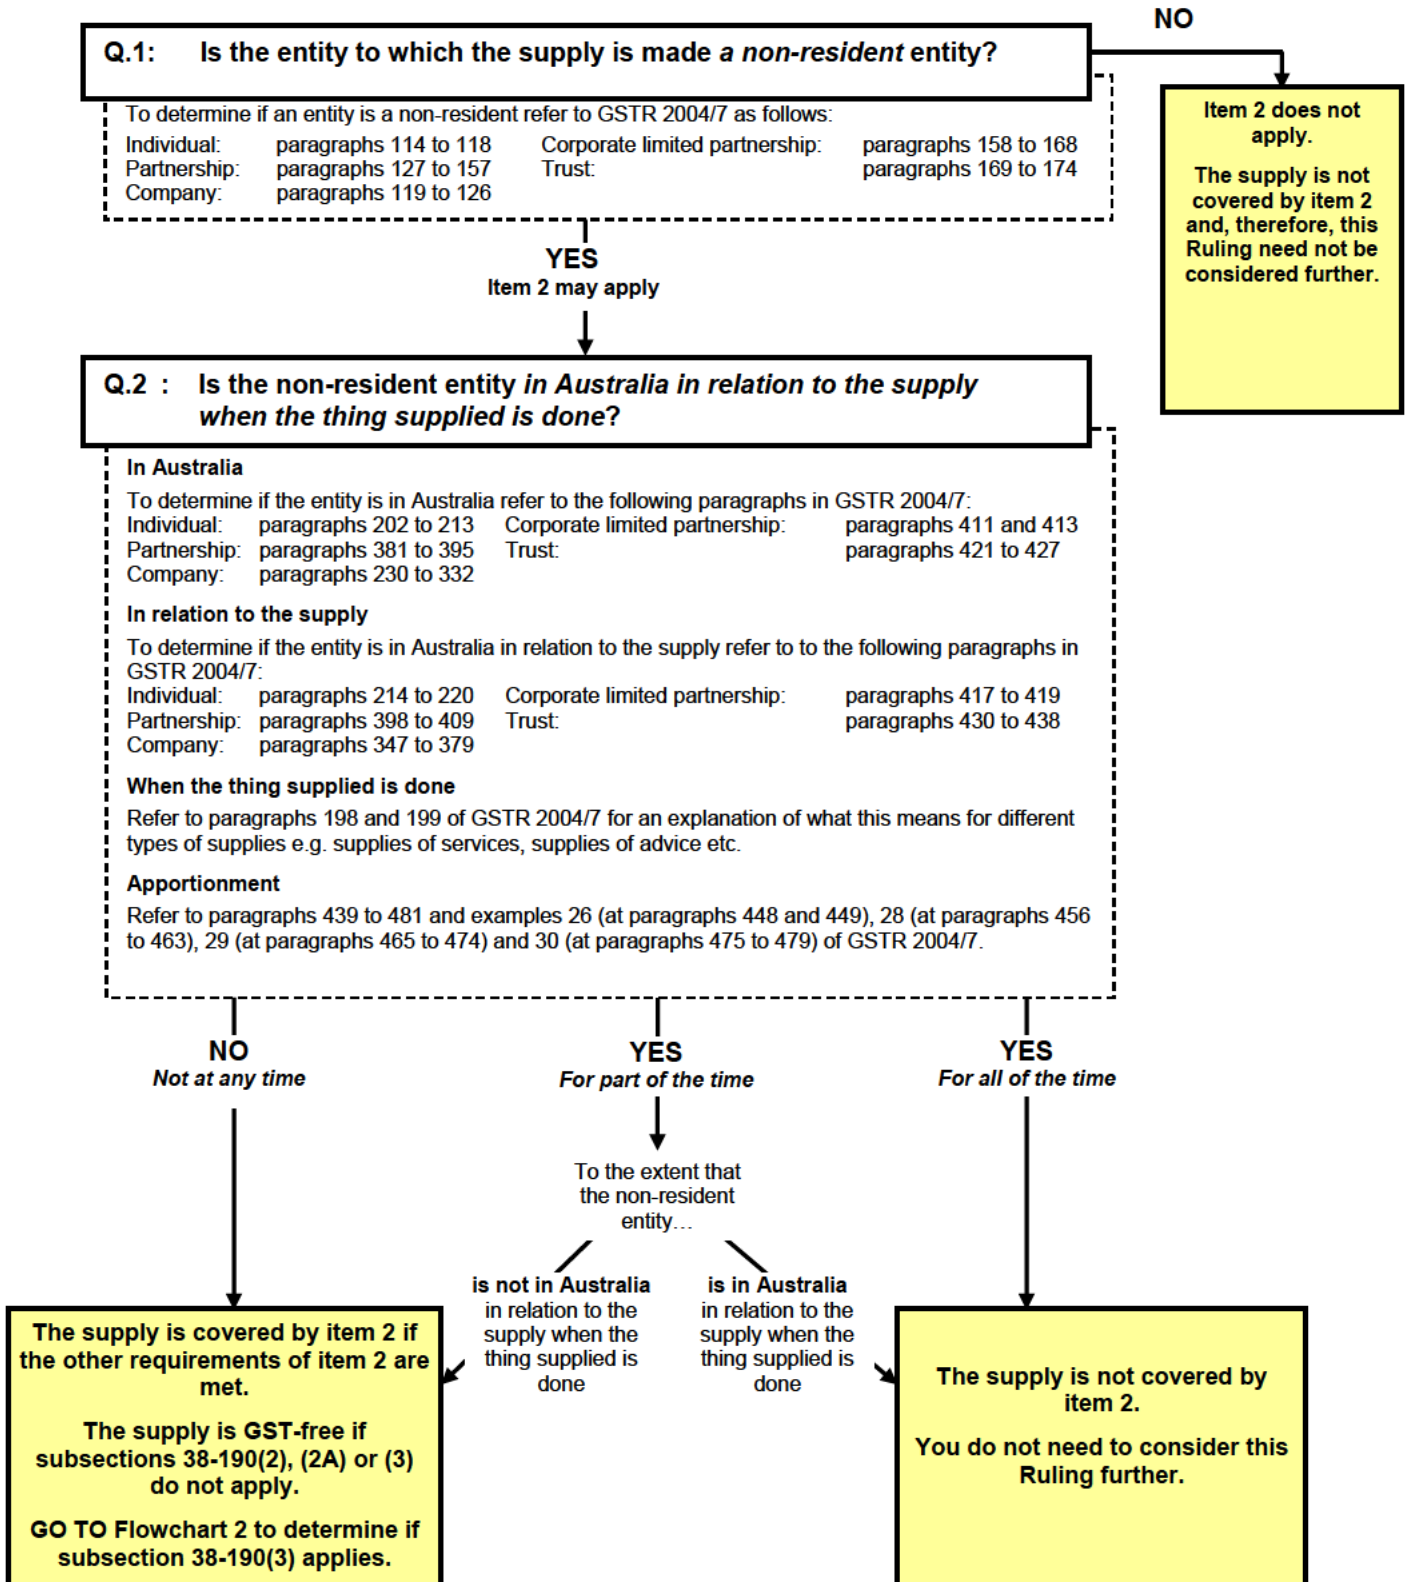 NO
Q.1: Is the entity to which the supply is made a non-resident entity?
To determine if an entity is a non-resident refer to GSTR 2004/7 as follows:
Individual: paragraphs 114 to 118 Corporate limited partnership: paragraphs 158 to 168
Partnership: paragraphs 127 to 157 Trust: paragraphs 169 to 174
Company: paragraphs 119 to 126
Item 2 does not
apply.
The supply is not
covered by item 2
and, therefore, this
Ruling need not be
considered further.
YES
Item 2 may apply
Q.2 : Is the non-resident entity in Australia in relation to the supply
when the thing supplied is done?
In Australia
To determine if the entity is in Australia refer to the following paragraphs in GSTR 2004/7:
Individual: paragraphs 202 to 213 Corporate limited partnership: paragraphs 411 and 413
Partnership: paragraphs 381 to 395 Trust: paragraphs 421 to 427
Company: paragraphs 230 to 332
In relation to the supply
To determine if the entity is in Australia in relation to the supply refer to to the following paragraphs in
GSTR 2004/7:
Individual: paragraphs 214 to 220 Corporate limited partnership: paragraphs 417 to 419
Partnership: paragraphs 398 to 409 Trust: paragraphs 430 to 438
Company: paragraphs 347 to 379
When the thing supplied is done
Refer to paragraphs 198 and 199 of GSTR 2004/7 for an explanation of what this means for different
types of supplies e.g. supplies of services, supplies of advice etc.
Apportionment
Refer to paragraphs 439 to 481 and examples 26 (at paragraphs 448 and 449), 28 (at paragraphs 456
to 463), 29 (at paragraphs 465 to 474) and 30 (at paragraphs 475 to 479) of GSTR 2004/7.
NO
Not at any time
YES
For part of the time
YES
For all of the time
To the extent that
the non-resident
entity…
is not in Australia
in relation to the
supply when the
thing supplied is
done
is in Australia
in relation to the
supply when the
thing supplied is
done
The supply is covered by item 2 if
the other requirements of item 2 are
met.
The supply is GST-free if
subsections 38-190(2), (2A) or (3)
do not apply.
GO TO Flowchart 2 to determine if
subsection 38-190(3) applies.
The supply is not covered by
item 2.
You do not need to consider this
Ruling further.